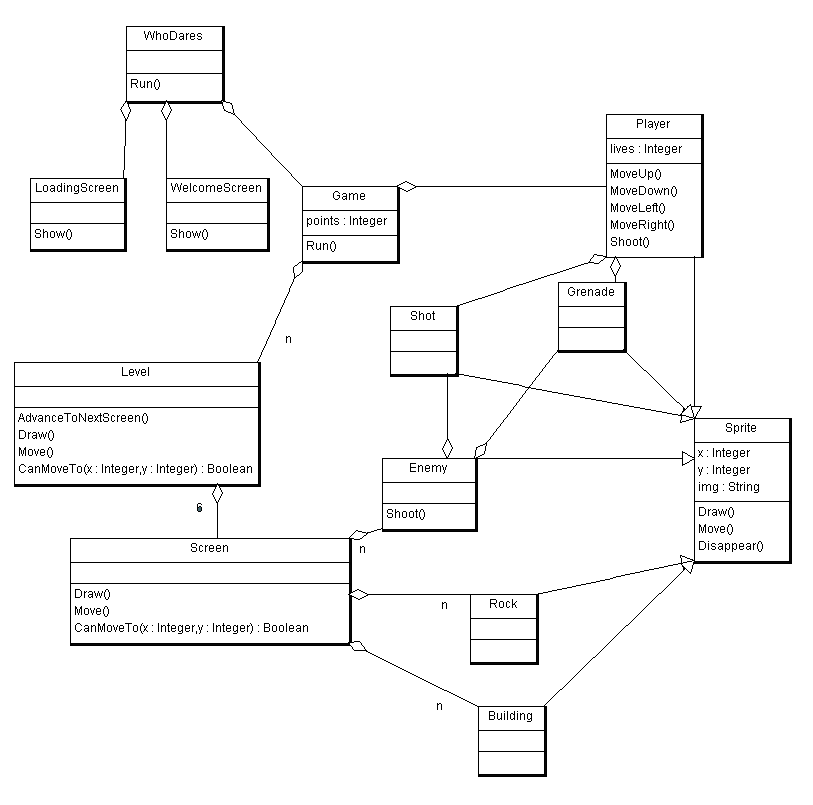 WhoDares
Run()
Player
lives : Integer
MoveUp()
MoveDown()
MoveLeft()
MoveRight()
Shoot()
LoadingScreen
Show()
WelcomeScreen
Show()
Game
points : Integer
Run()
Grenade
Shot
n
Level
AdvanceToNextScreen()
Draw()
Move()
CanMoveTo(x : Integer,y : Integer) : Boolean
Sprite
x : Integer
y : Integer
img : String
Draw()
Move()
Disappear()
Enemy
Shoot()
6
n
Screen
Draw()
Move()
CanMoveTo(x : Integer,y : Integer) : Boolean
n
Rock
n
Building